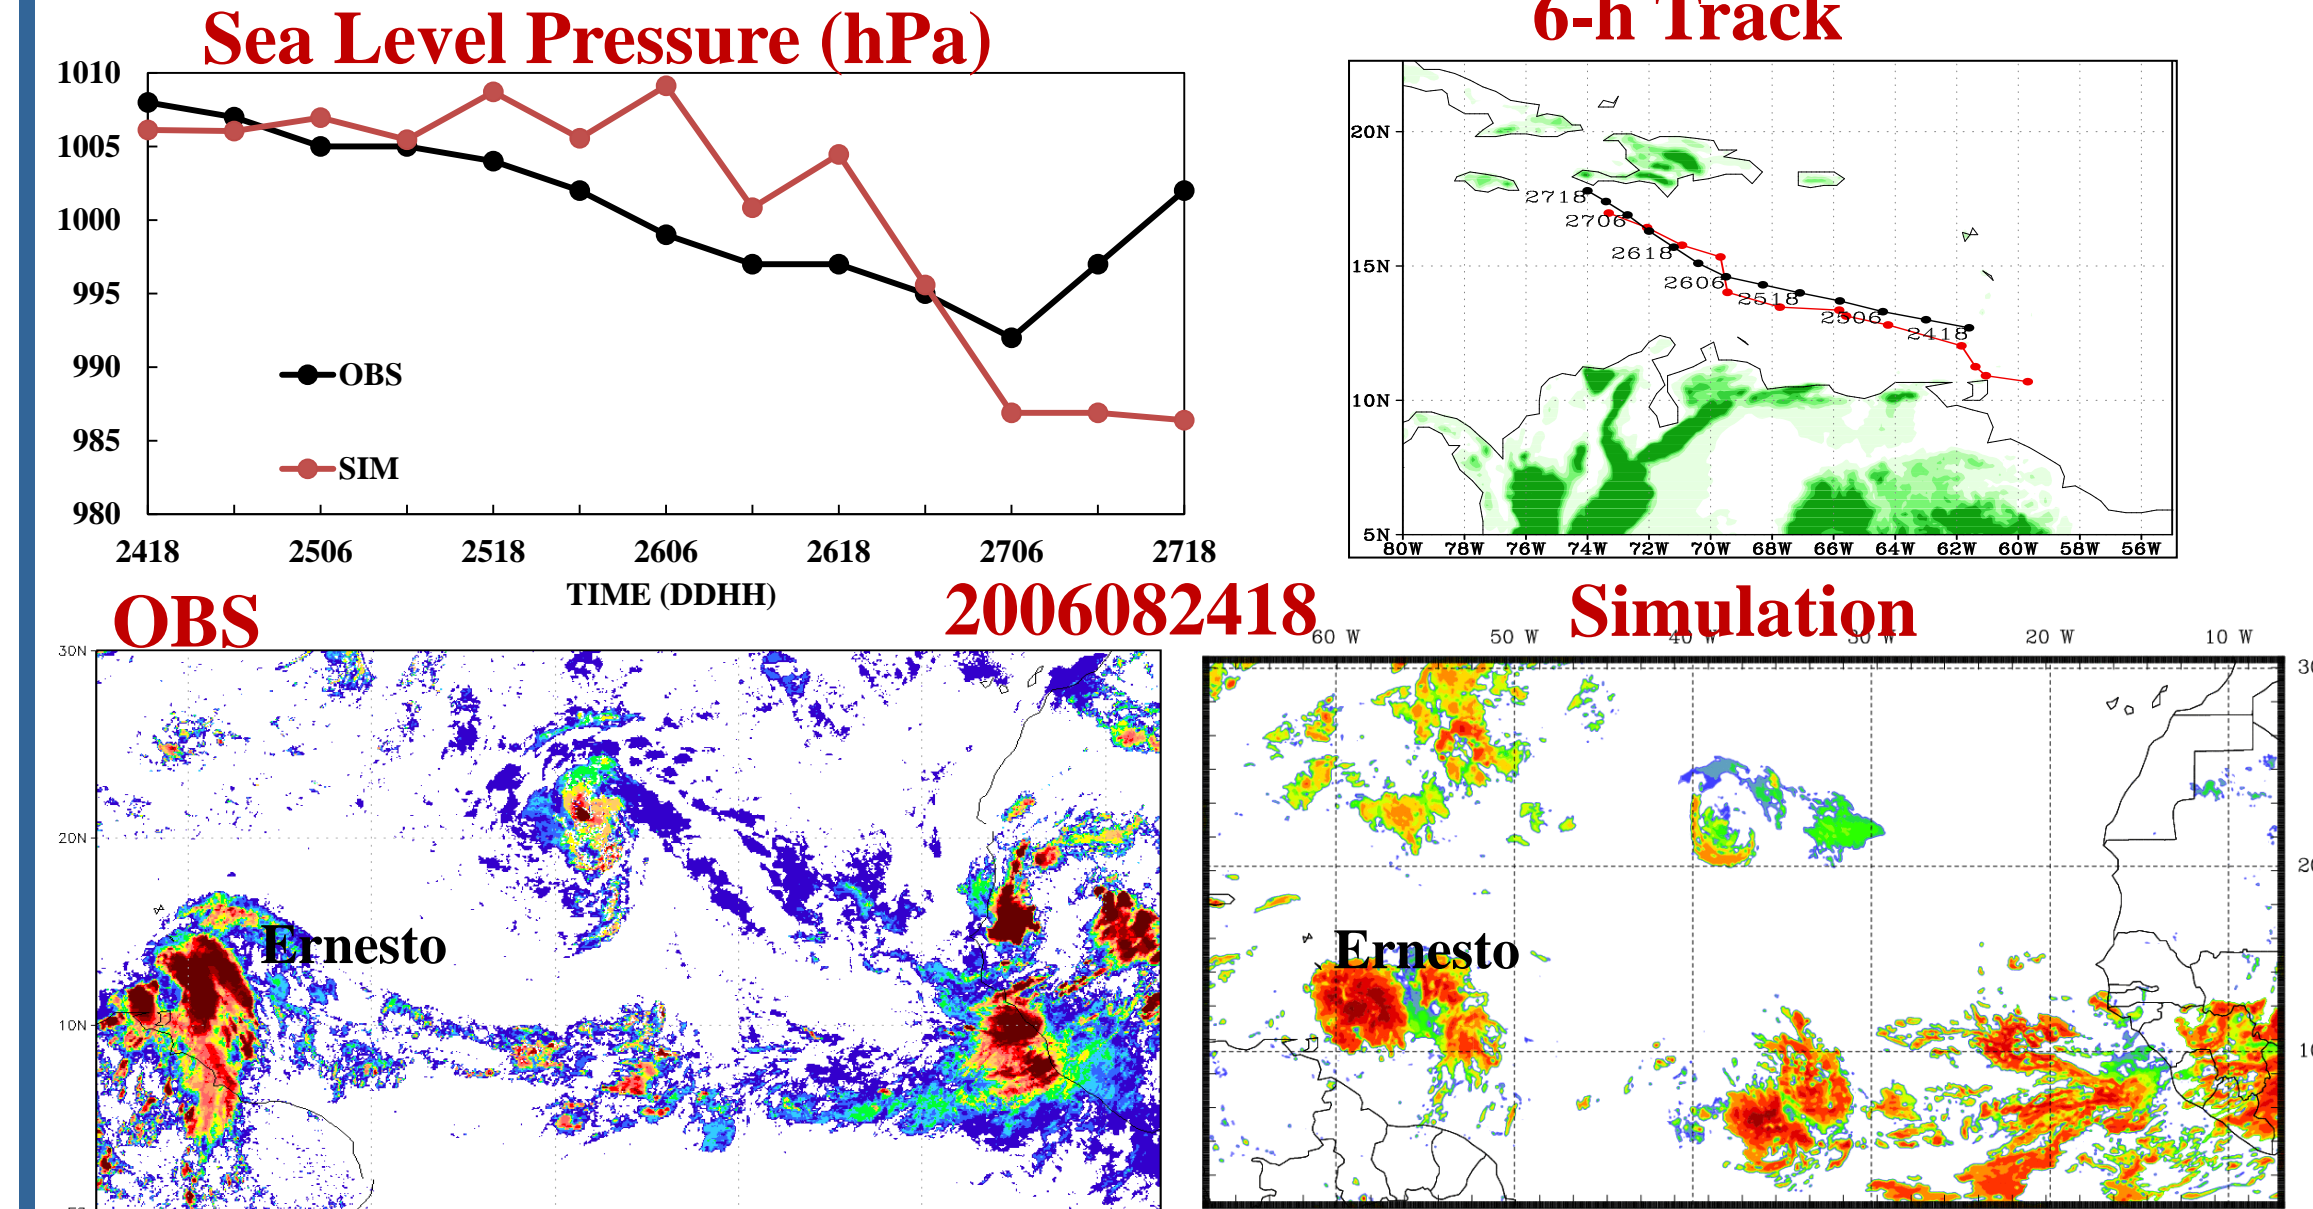 Sea Level Pressure (hPa)
6-h Track
1010
1005
1000
995
990
985
980
OBS
SIM
2418 2506 2518 2606 2618 2706 2718
TIME (DDHH)
20N
15N
10N
5N
2718
2706
2618
2606
2518
2506
2418
80W 78W 76W 74W 72W 70W 68W 66W 64W 62W 60W 58W 56W
OBS
2006082418
Simulation
60 W 50 W 40 W 30 W 20 W 10 W
30N
20N
10N
Ernesto
Ernesto